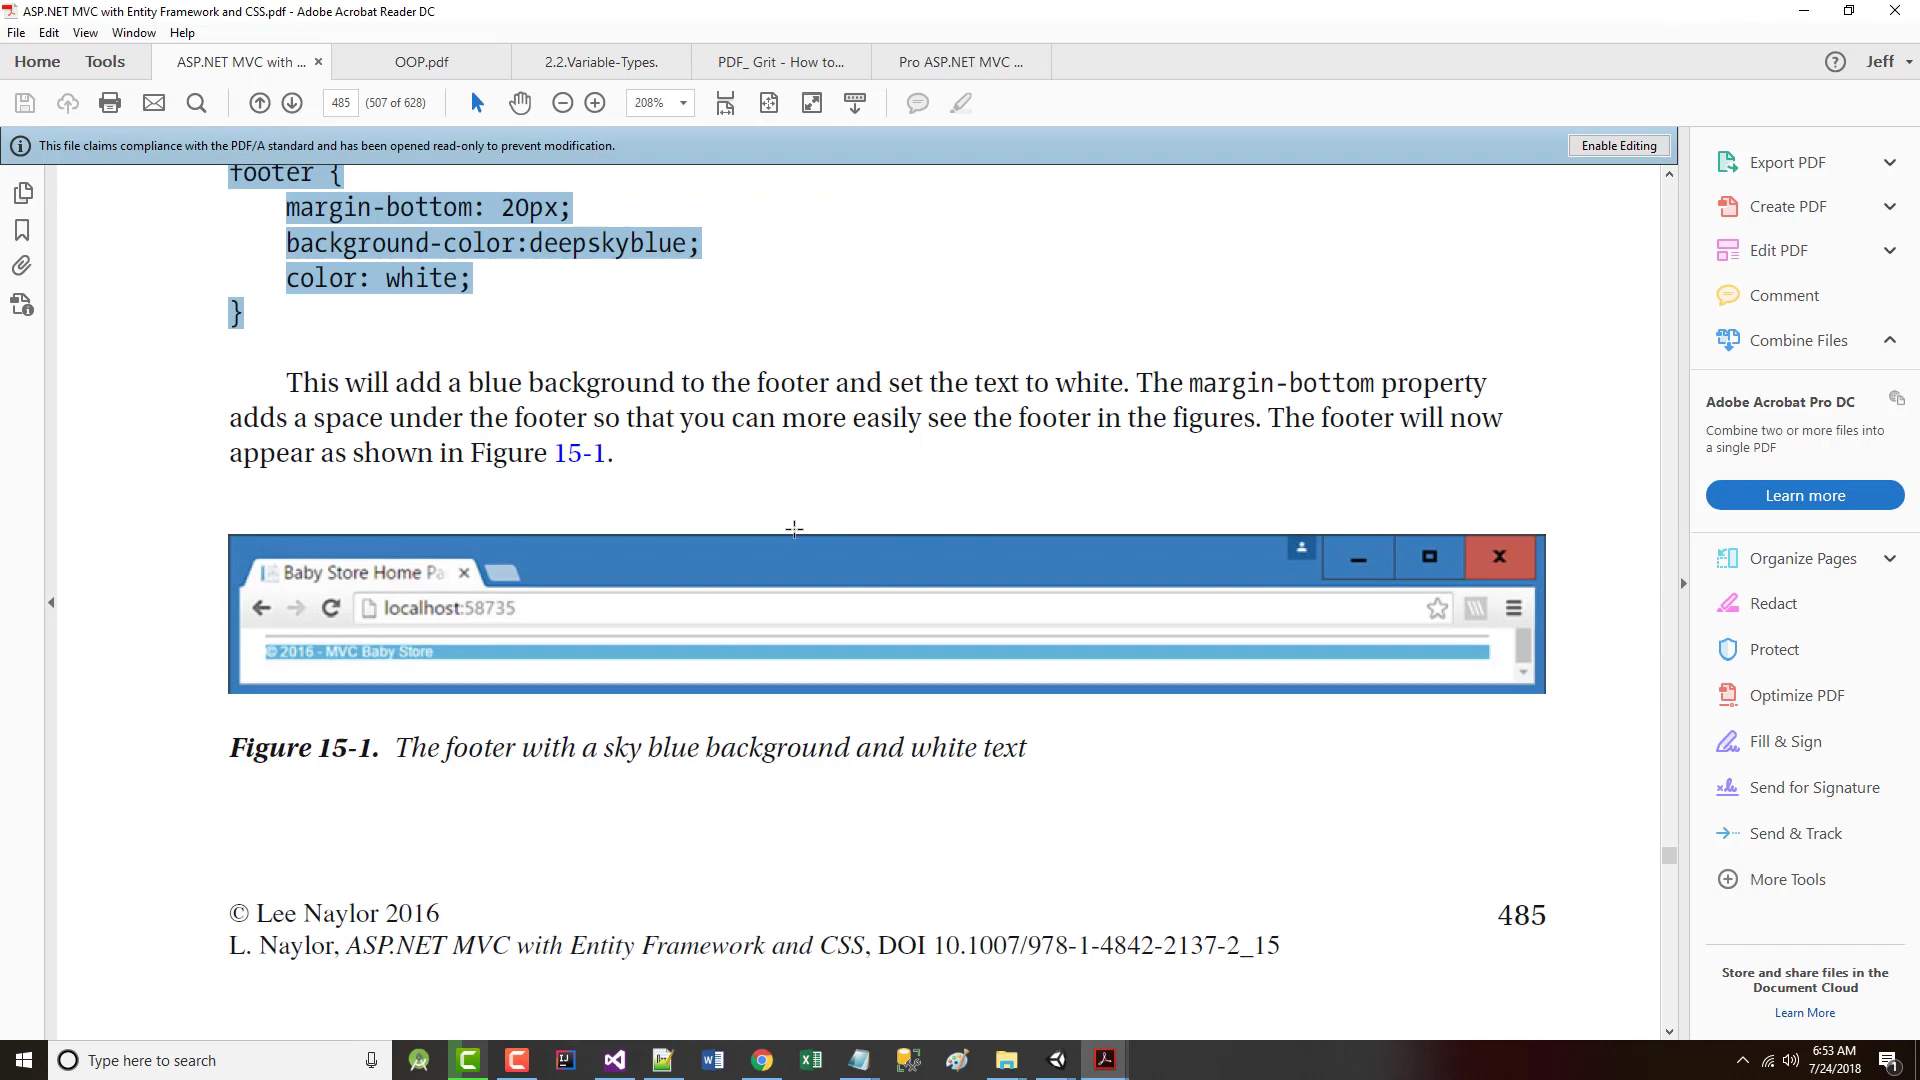 ASP.NET MVC with Entity Framework and CSS.pdf - Adobe Acrobat Reader DC
File Edit View Window Help
Home Tools ASP.NET MVC with ... OOP.pdf 2.2.Variable-Types. PDF_ Grit - How to... Pro ASP.NET MVC ... Jeff
485 (507 of 628) 208%
This file claims compliance with the PDF/A standard and has been opened read-only to prevent modification. Enable Editing
footer {
margin-bottom: 20px;
background-color:deepskyblue;
color: white;
}
This will add a blue background to the footer and set the text to white. The margin-bottom property
adds a space under the footer so that you can more easily see the footer in the figures. The footer will now
appear as shown in Figure 15-1.
Baby Store Home Pa
localhost:58735
© 2016 - MVC Baby Store
Figure 15-1. The footer with a sky blue background and white text
© Lee Naylor 2016
485
L. Naylor, ASP.NET MVC with Entity Framework and CSS, DOI 10.1007/978-1-4842-2137-2_15
Export PDF
Create PDF
Edit PDF
Comment
Combine Files
Adobe Acrobat Pro DC
Combine two or more files into
a single PDF
Learn more
Organize Pages
Redact
Protect
Optimize PDF
Fill & Sign
Send for Signature
Send & Track
More Tools
Store and share files in the
Document Cloud
Learn More
Type here to search
6:53 AM
7/24/2018
1